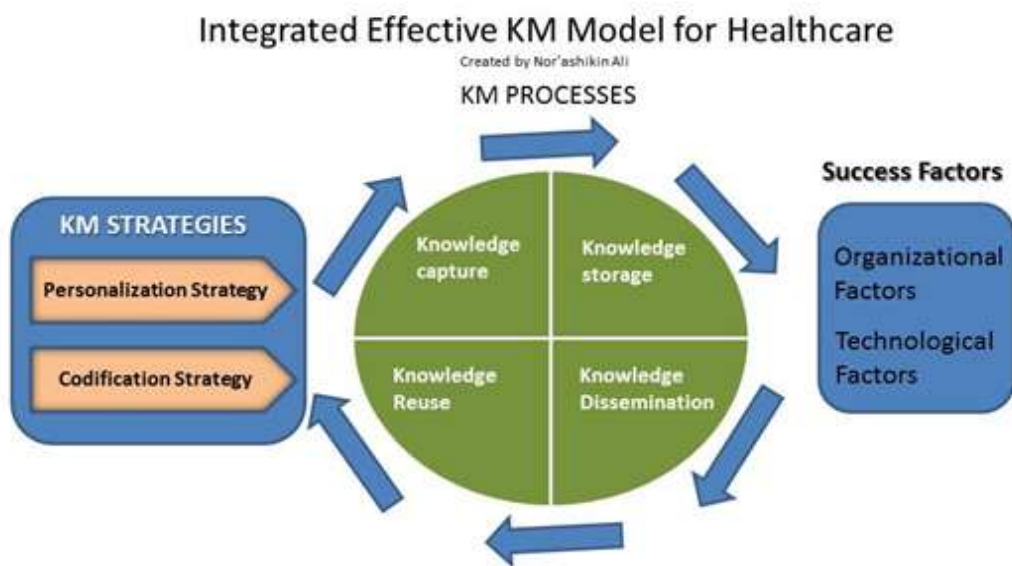 Integrated Effective KM Model for Healthcare
Created by Nor'ashikin Ali
KM PROCESSES
KM STRATEGIES
Personalization Strategy
Codification Strategy
Knowledge
capture
Knowledge
storage
Knowledge
Reuse
Knowledge
Dissemination
Success Factors
Organizational
Factors
Technological
Factors